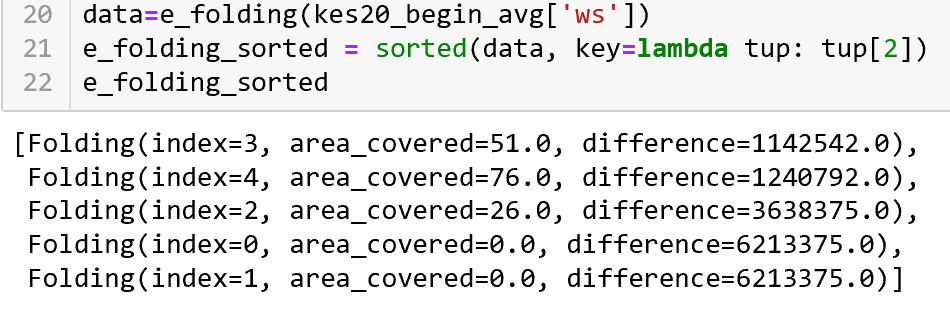 20 data=e_folding(kes20_begin_avg['ws'])
21 e_folding_sorted = sorted(data, key=lambda tup: tup[2])
22 e_folding_sorted
[Folding(index=3, area_covered=51.0, difference=1142542.0),
 Folding(index=4, area_covered=76.0, difference=1240792.0),
 Folding(index=2, area_covered=26.0, difference=3638375.0),
 Folding(index=0, area_covered=0.0, difference=6213375.0),
 Folding(index=1, area_covered=0.0, difference=6213375.0)]